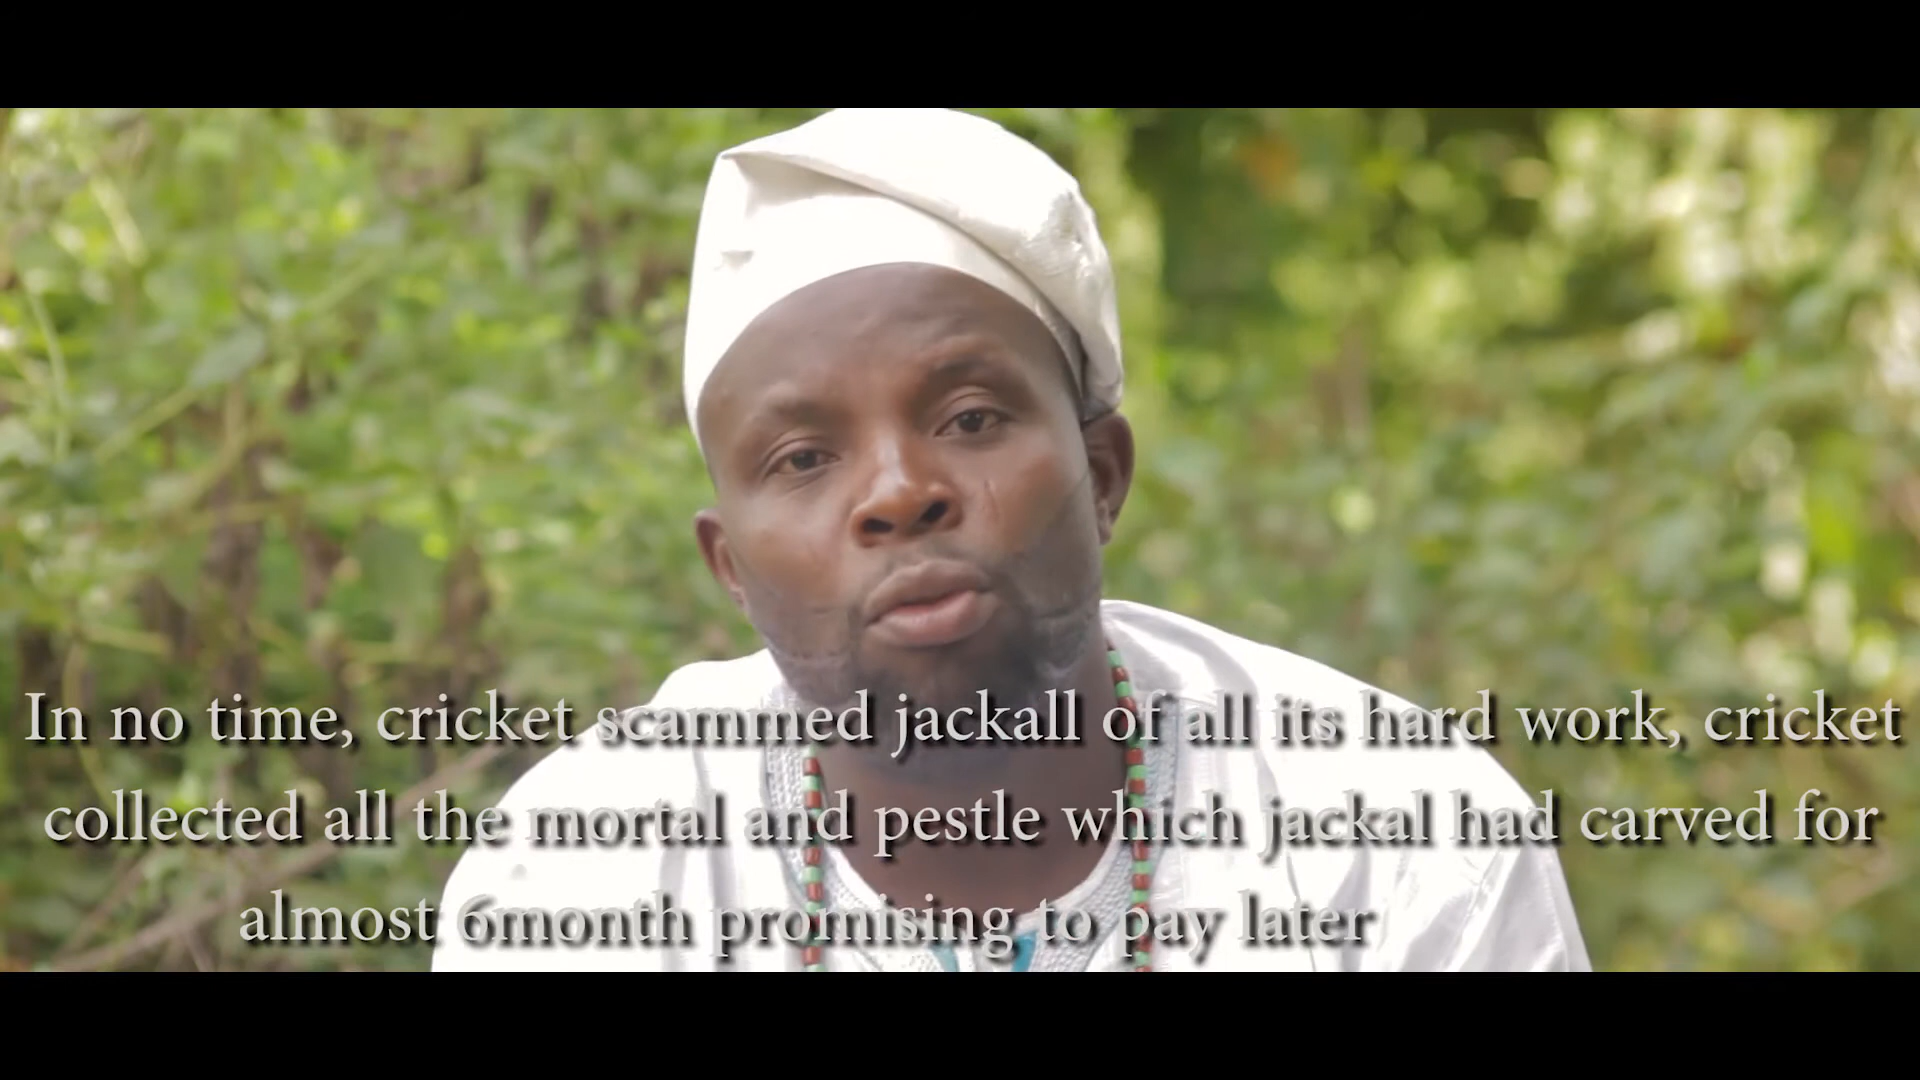 In no time, cricket scammed jackall of all its hard work, cricket
collected all the mortal and pestle which jackal had carved for
almost 6month promising to pay later